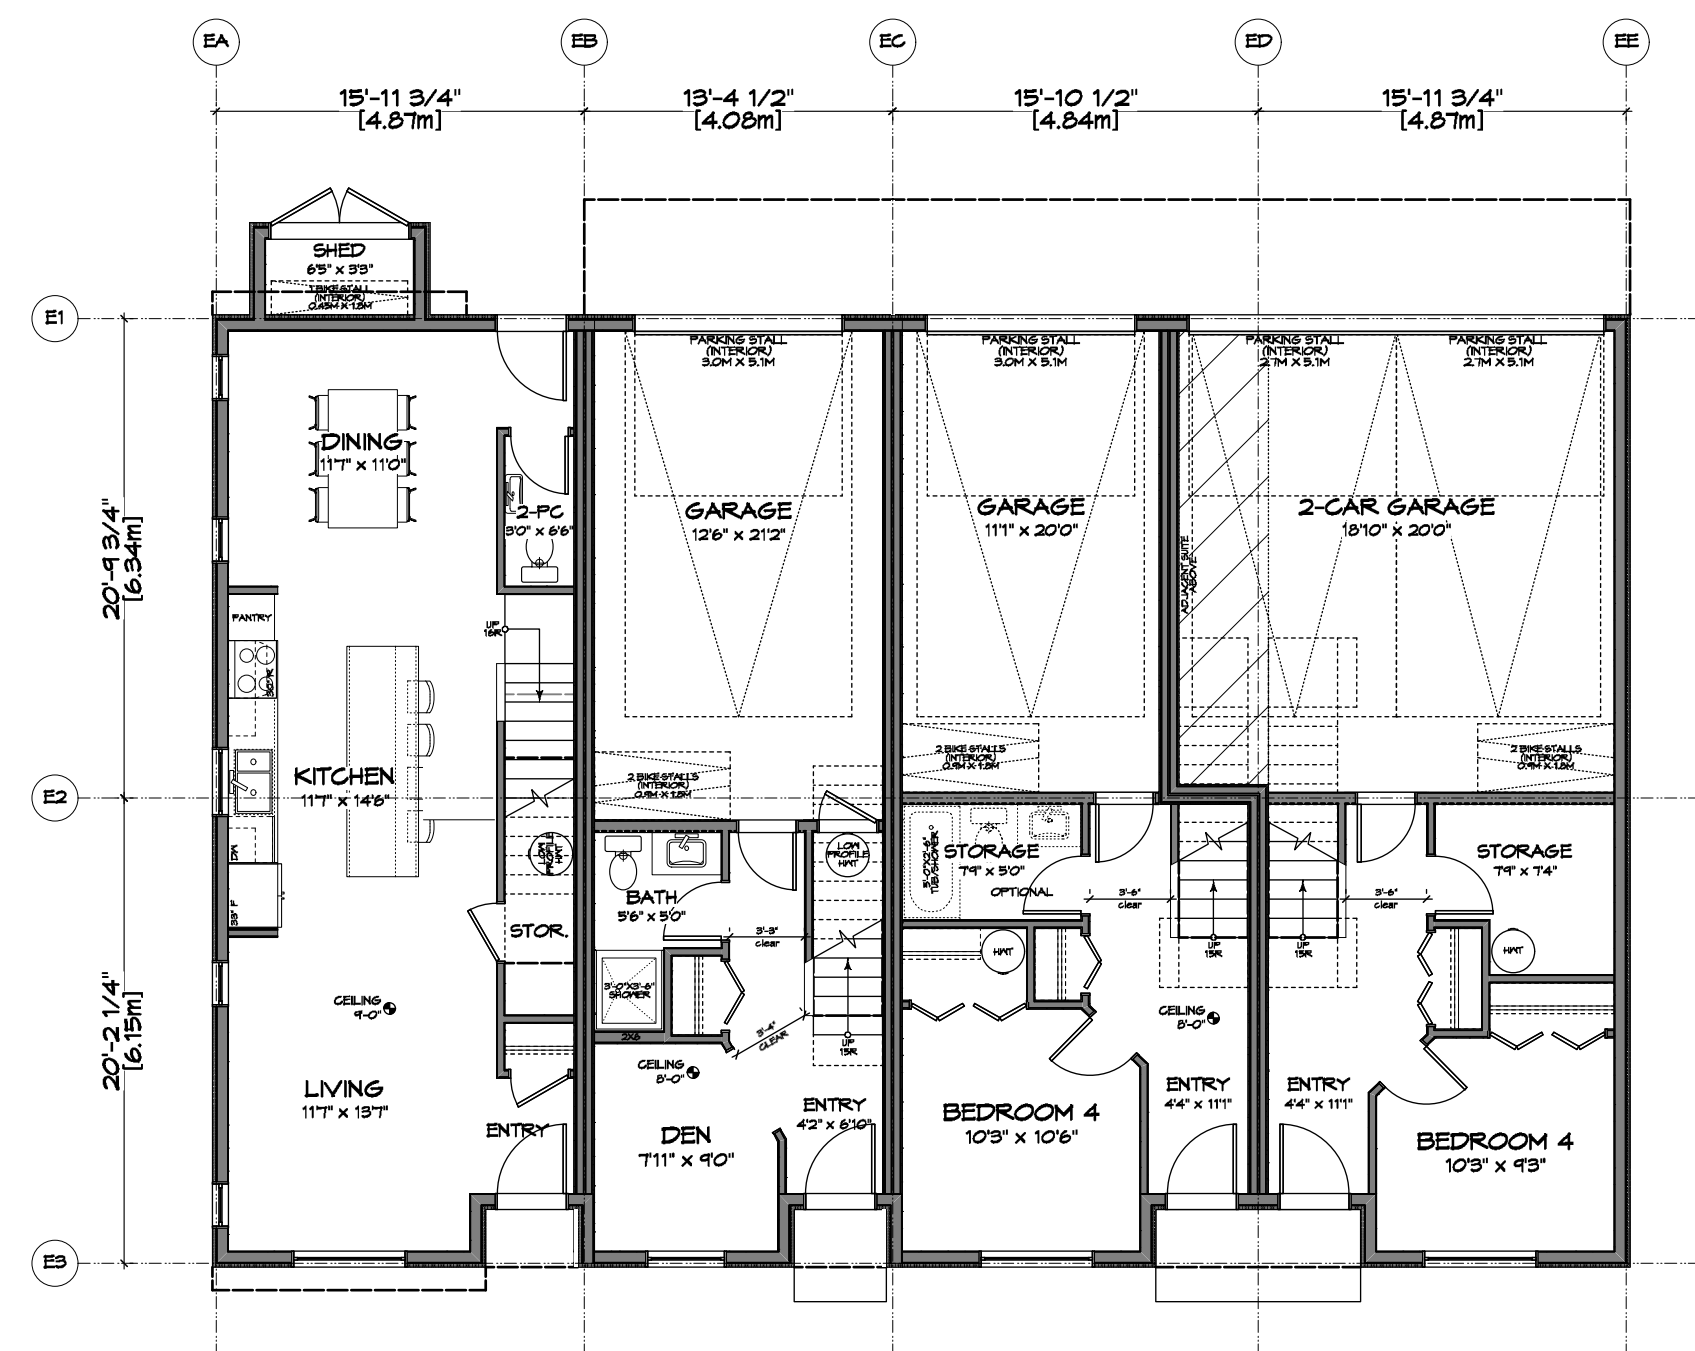 EA
EB
EC
ED
EE
15'-11 3/4"
[4.87m]
13'-4 1/2"
[4.08m]
15'-10 1/2"
[4.84m]
15'-11 3/4"
[4.87m]
SHED
6'5" x 3'3"
1 BIKE STALL
(INTERIOR)
0.45M X 1.8M
E1
PARKING STALL
(INTERIOR)
3.0M X 5.1M
PARKING STALL
(INTERIOR)
3.0M X 5.1M
PARKING STALL
(INTERIOR)
2.7M X 5.1M
PARKING STALL
(INTERIOR)
2.7M X 5.1M
DINING
11'7" x 11'0"
2-PC
3'0" x 6'6"
GARAGE
12'6" x 21'2"
GARAGE
11'1" x 20'0"
2-CAR GARAGE
18'10" x 20'0"
ADJACENT SUITE
ABOVE
20'-9 3/4"
[6.34m]
PANTRY
UP
16R
30" R
KITCHEN
11'7" x 14'6"
2 BIKE STALLS
(INTERIOR)
0.9M X 1.8M
2 BIKE STALLS
(INTERIOR)
0.9M X 1.8M
2 BIKE STALLS
(INTERIOR)
0.9M X 1.8M
E2
DW
LOW
PROFILE
HWT
LOW
PROFILE
HWT
33" F
STOR.
BATH
5'6" x 5'0"
3'-3"
clear
5'-0"X2'-6"
TUB/SHOWER
STORAGE
7'9" x 5'0"
OPTIONAL
3'-6"
clear
3'-6"
clear
STORAGE
7'9" x 7'4"
UP
15R
UP
15R
HWT
HWT
3'-0"X3'-6"
SHOWER
2X6
3'-4"
CLEAR
UP
15R
CEILING
9'-0"
CEILING
8'-0"
CEILING
8'-0"
20'-2 1/4"
[6.15m]
LIVING
11'7" x 13'7"
ENTRY
DEN
7'11" x 9'0"
ENTRY
4'2" x 6'10"
BEDROOM 4
10'3" x 10'6"
ENTRY
4'4" x 11'1"
ENTRY
4'4" x 11'1"
BEDROOM 4
10'3" x 9'3"
E3